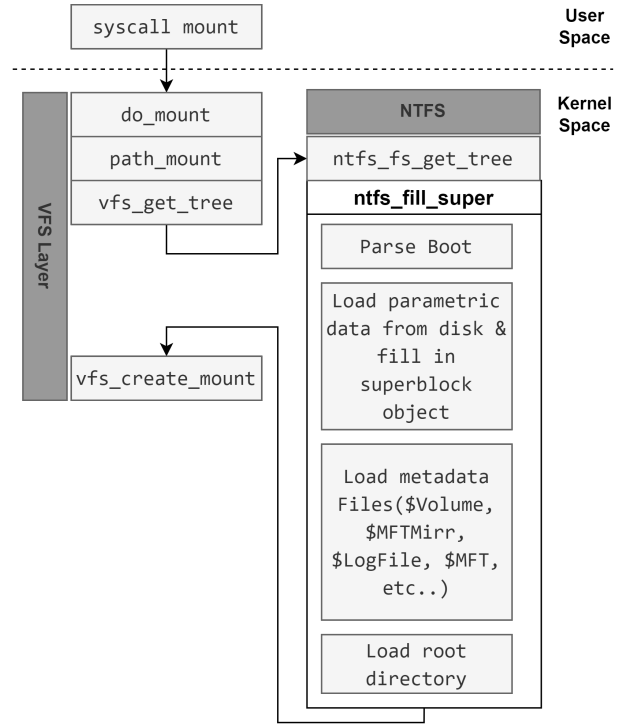 syscall mount
User
Space
Kernel
Space
VFS Layer
do_mount
path_mount
vfs_get_tree
vfs_create_mount
NTFS
ntfs_fs_get_tree
ntfs_fill_super
Parse Boot
Load parametric
data from disk &
fill in
superblock
object
Load metadata
Files($Volume,
$MFTMirr,
$LogFile, $MFT,
etc..)
Load root
directory